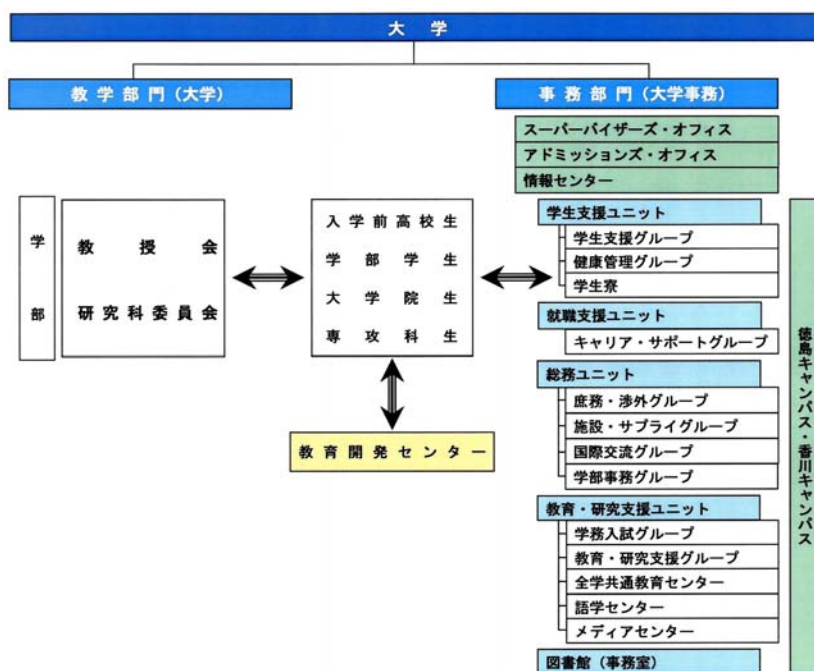 大学
教学部門（大学）
事務部門（大学事務）
スーパーバイザーズ・オフィス
アドミッションズ・オフィス
情報センター
学部
教授会
研究科委員会
入学前高校生
学部学生
大学院生
専攻科生
教育開発センター
学生支援ユニット
学生支援グループ
健康管理グループ
学生寮
就職支援ユニット
キャリア・サポートグループ
総務ユニット
庶務・渉外グループ
施設・サプライグループ
国際交流グループ
学部事務グループ
教育・研究支援ユニット
学務入試グループ
教育・研究支援グループ
全学共通教育センター
語学センター
メディアセンター
図書館（事務室）
徳島キャンパス・香川キャンパス